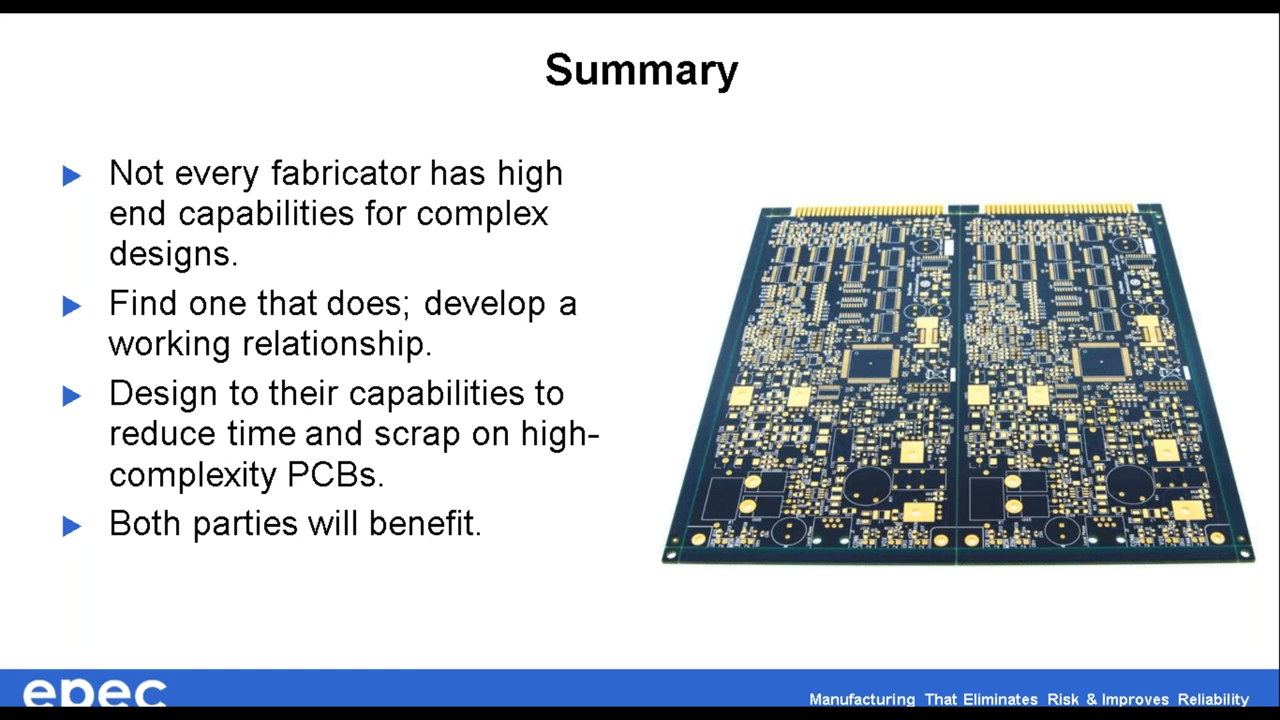 Summary
Not every fabricator has high
end capabilities for complex
designs.
Find one that does; develop a
working relationship.
Design to their capabilities to
reduce time and scrap on high-
complexity PCBs.
Both parties will benefit.
epec
Manufacturing That Eliminates Risk & Improves Reliability